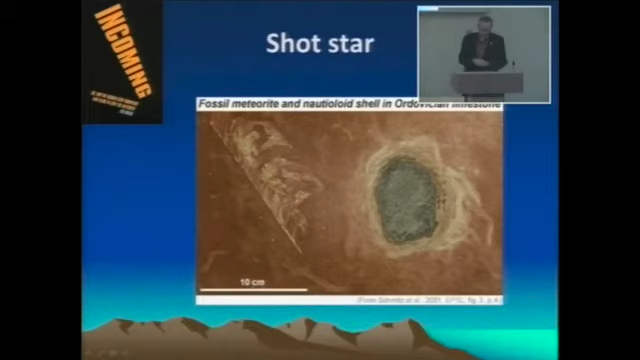 INCOMING
Shot star
Fossil meteorite and nautioloid shell in Ordovician limestone
10 cm
(From Schmitz et al., 2001, EPSL, fig. 3, p.4)